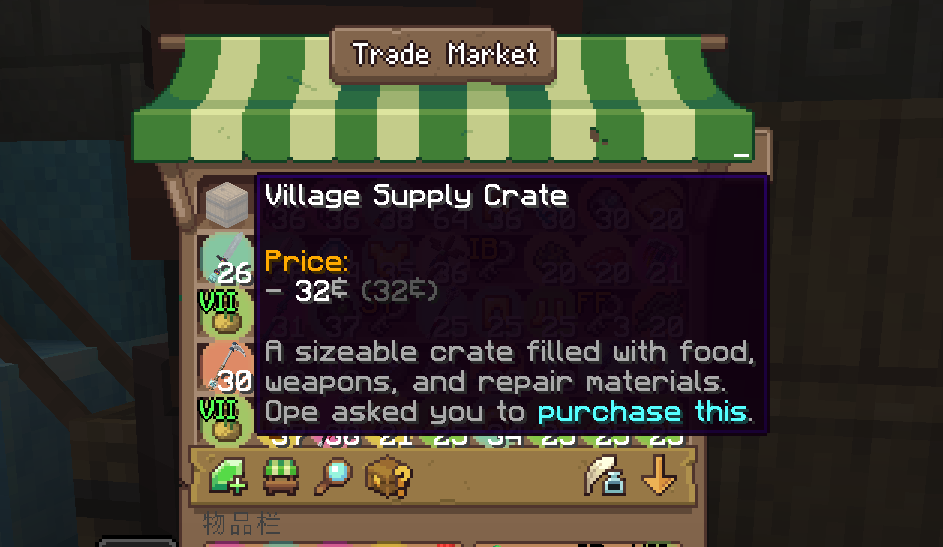 Trade Market
Village Supply Crate
Price:
- 32¢ (32¢)
A sizeable crate filled with food,
weapons, and repair materials.
Ope asked you to purchase this.
26
VII
30
VII
物品栏